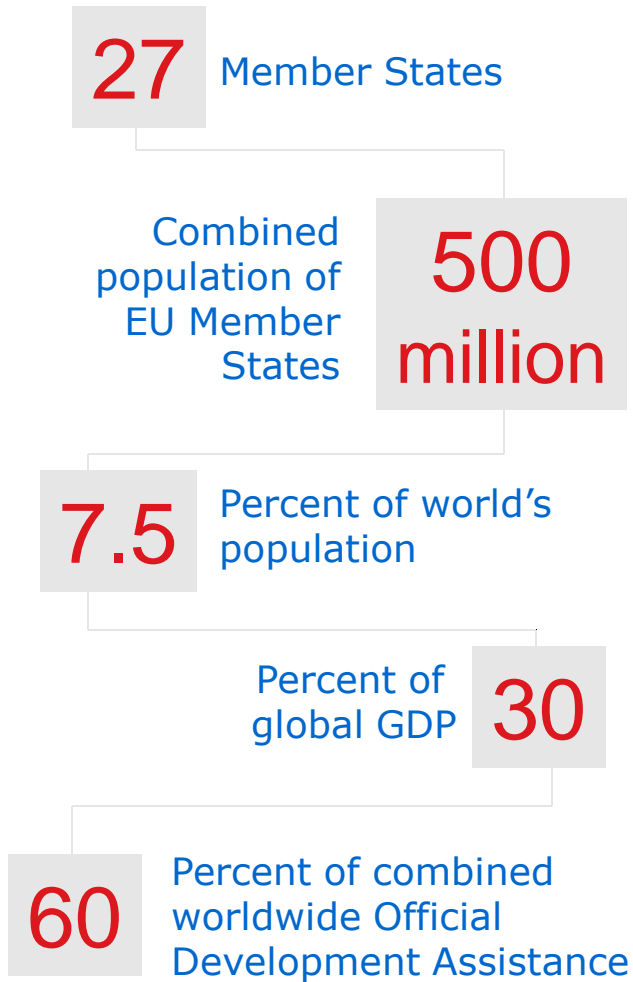 27
Member States
Combined
population of
EU Member
States
500
million
7.5
Percent of world’s
population
Percent of
global GDP
30
60
Percent of combined
worldwide Official
Development Assistance